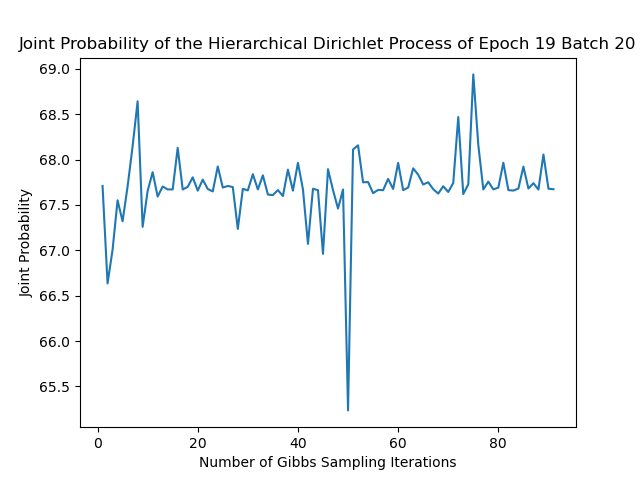 Joint Probability of the Hierarchical Dirichlet Process of Epoch 19 Batch 20
69.0
68.5
68.0
67.5
67.0
66.5
66.0
65.5
Joint Probability
0 20 40 60 80
Number of Gibbs Sampling Iterations